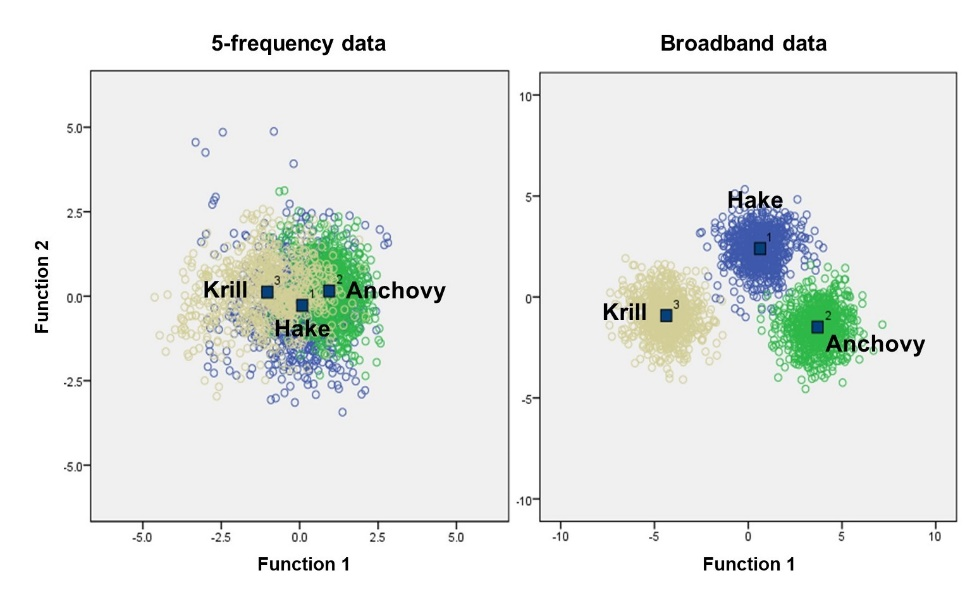 5-frequency data
Broadband data
Function 2
5.0
2.5
0.0
-2.5
-5.0
Krill
3
1
2
Anchovy
Hake
-5.0
-2.5
0.0
2.5
5.0
Function 1
10
5
0
-5
-10
Hake
1
Krill
3
2
Anchovy
-10
-5
0
5
10
Function 1